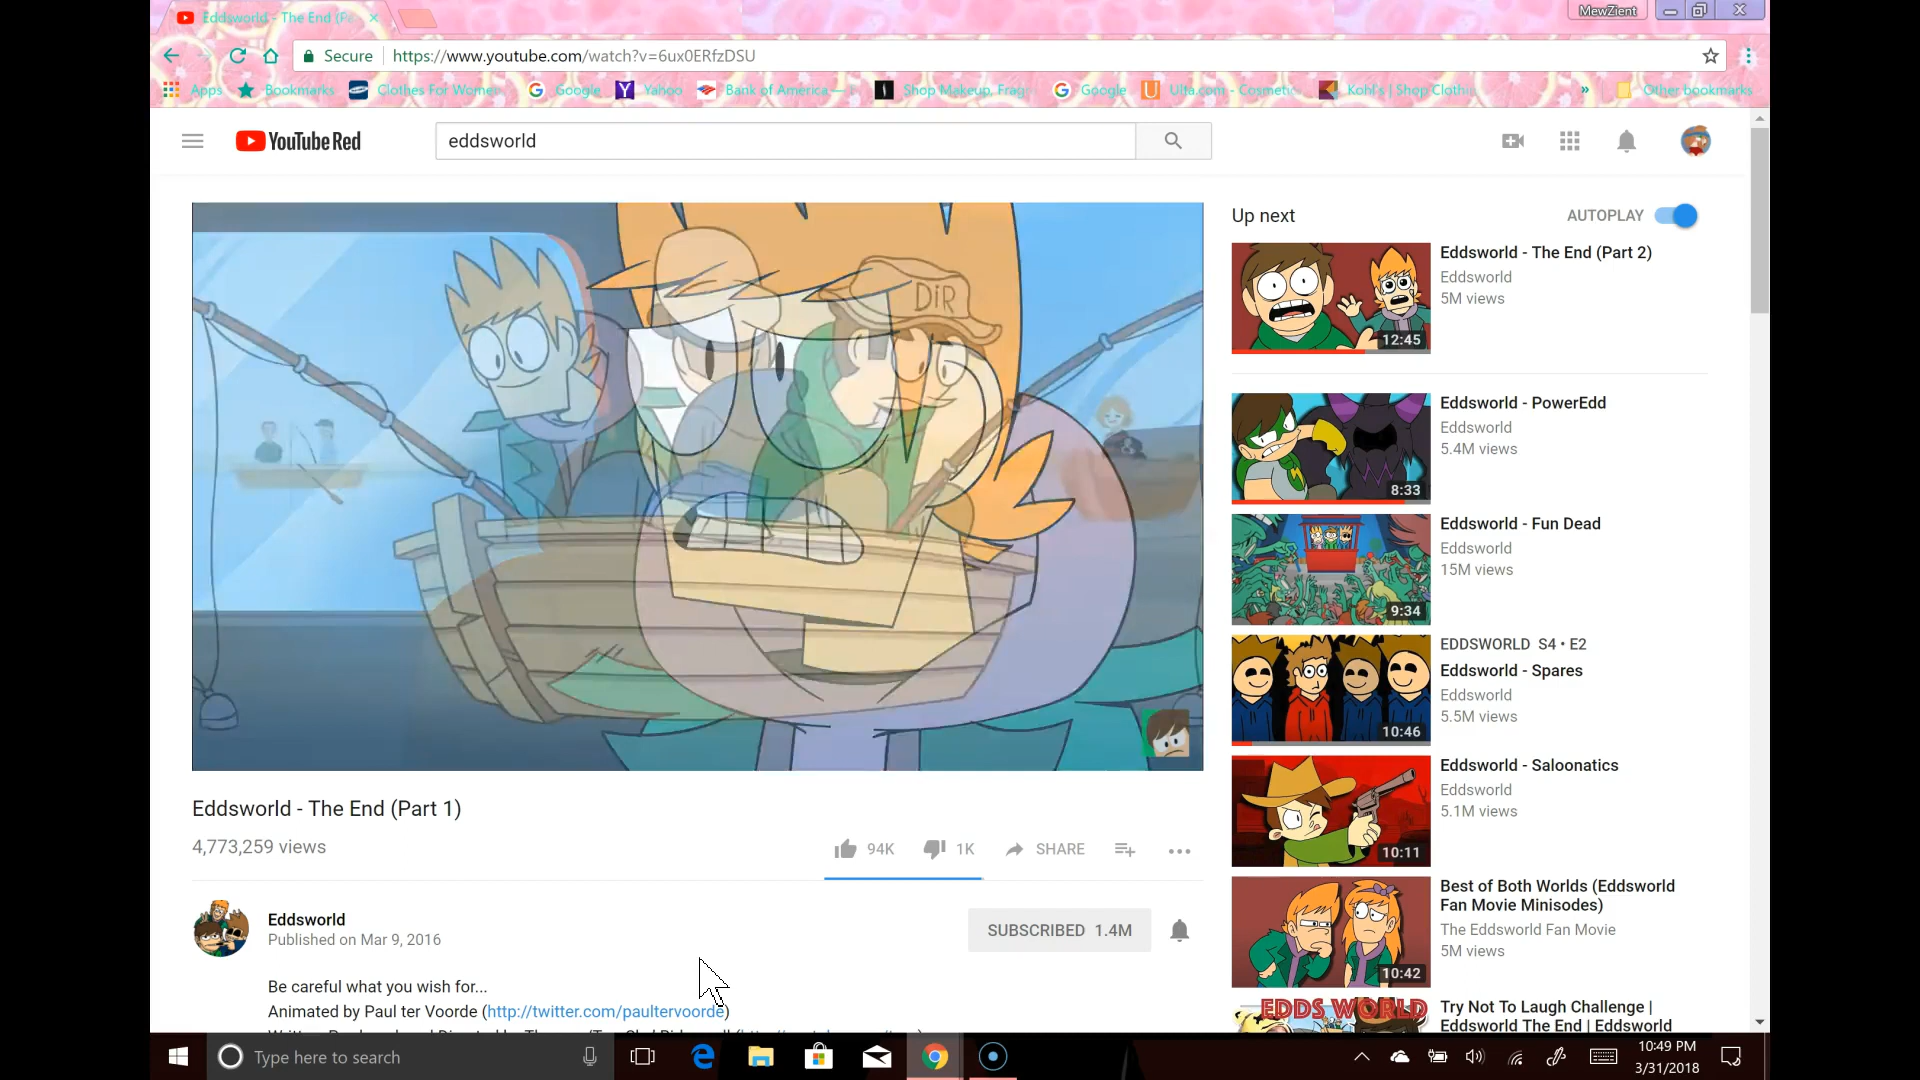 Eddsworld - The End (Pa
MewZient
Secure
https://www.youtube.com/watch?v=6ux0ERfzDSU
Apps
Bookmarks
Clothes For Women
Google
Yahoo
Bank of America —
Shop Makeup, Frag
Google
Ulta.com - Cosmetic
Kohl's | Shop Clothi
»
Other bookmarks
YouTube Red
eddsworld
DiR
Up next
AUTOPLAY
Eddsworld - The End (Part 2)
Eddsworld
5M views
12:45
Eddsworld - PowerEdd
Eddsworld
5.4M views
8:33
Eddsworld - Fun Dead
Eddsworld
15M views
9:34
EDDSWORLD S4 • E2
Eddsworld - Spares
Eddsworld
5.5M views
10:46
Eddsworld - Saloonatics
Eddsworld
5.1M views
10:11
Best of Both Worlds (Eddsworld
Fan Movie Minisodes)
The Eddsworld Fan Movie
5M views
10:42
EDDS WORLD
Try Not To Laugh Challenge |
Eddsworld The End | Eddsworld
Eddsworld - The End (Part 1)
4,773,259 views
94K
1K
SHARE
Eddsworld
Published on Mar 9, 2016
SUBSCRIBED 1.4M
Be careful what you wish for...
Animated by Paul ter Voorde (http://twitter.com/paultervoorde)
Type here to search
10:49 PM
3/31/2018